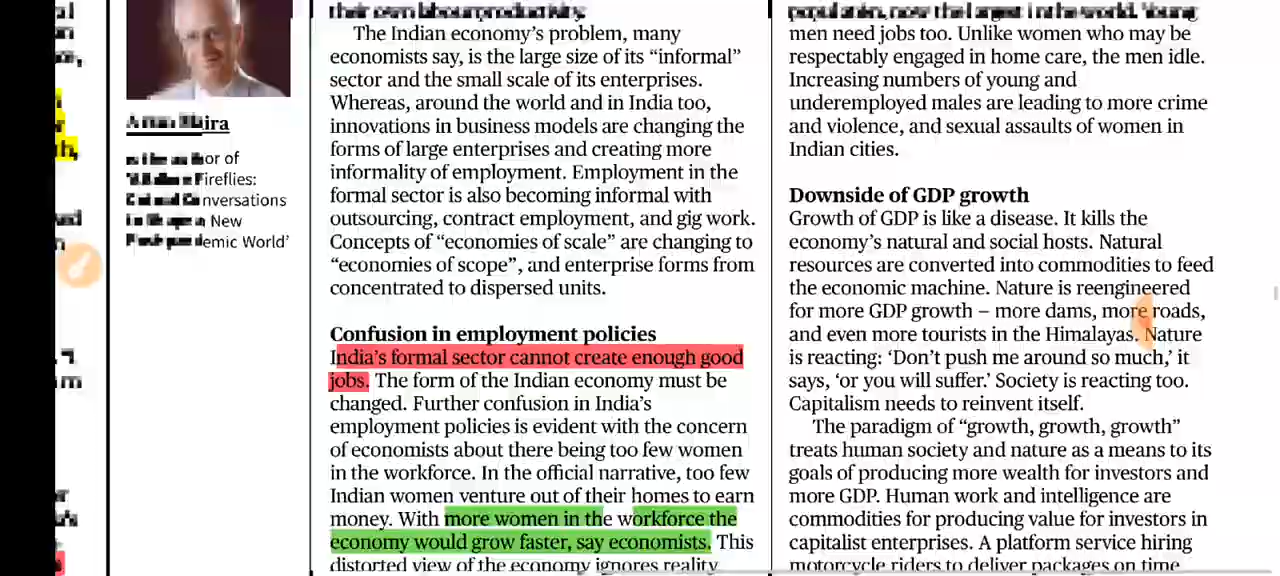 their own labour productivity.
The Indian economy’s problem, many
economists say, is the large size of its “informal”
sector and the small scale of its enterprises.
Whereas, around the world and in India too,
innovations in business models are changing the
forms of large enterprises and creating more
informality of employment. Employment in the
formal sector is also becoming informal with
outsourcing, contract employment, and gig work.
Concepts of “economies of scale” are changing to
“economies of scope”, and enterprise forms from
concentrated to dispersed units.
Confusion in employment policies
India’s formal sector cannot create enough good
jobs. The form of the Indian economy must be
changed. Further confusion in India’s
employment policies is evident with the concern
of economists about there being too few women
in the workforce. In the official narrative, too few
Indian women venture out of their homes to earn
money. With more women in the workforce the
economy would grow faster, say economists. This
distorted view of the economy ignores reality
population, now the largest in the world. Young
men need jobs too. Unlike women who may be
respectably engaged in home care, the men idle.
Increasing numbers of young and
underemployed males are leading to more crime
and violence, and sexual assaults of women in
Indian cities.
Downside of GDP growth
Growth of GDP is like a disease. It kills the
economy’s natural and social hosts. Natural
resources are converted into commodities to feed
the economic machine. Nature is reengineered
for more GDP growth – more dams, more roads,
and even more tourists in the Himalayas. Nature
is reacting: ‘Don’t push me around so much,’ it
says, ‘or you will suffer.’ Society is reacting too.
Capitalism needs to reinvent itself.
The paradigm of “growth, growth, growth”
treats human society and nature as a means to its
goals of producing more wealth for investors and
more GDP. Human work and intelligence are
commodities for producing value for investors in
capitalist enterprises. A platform service hiring
motorcycle riders to deliver packages on time
of
Fireflies:
New